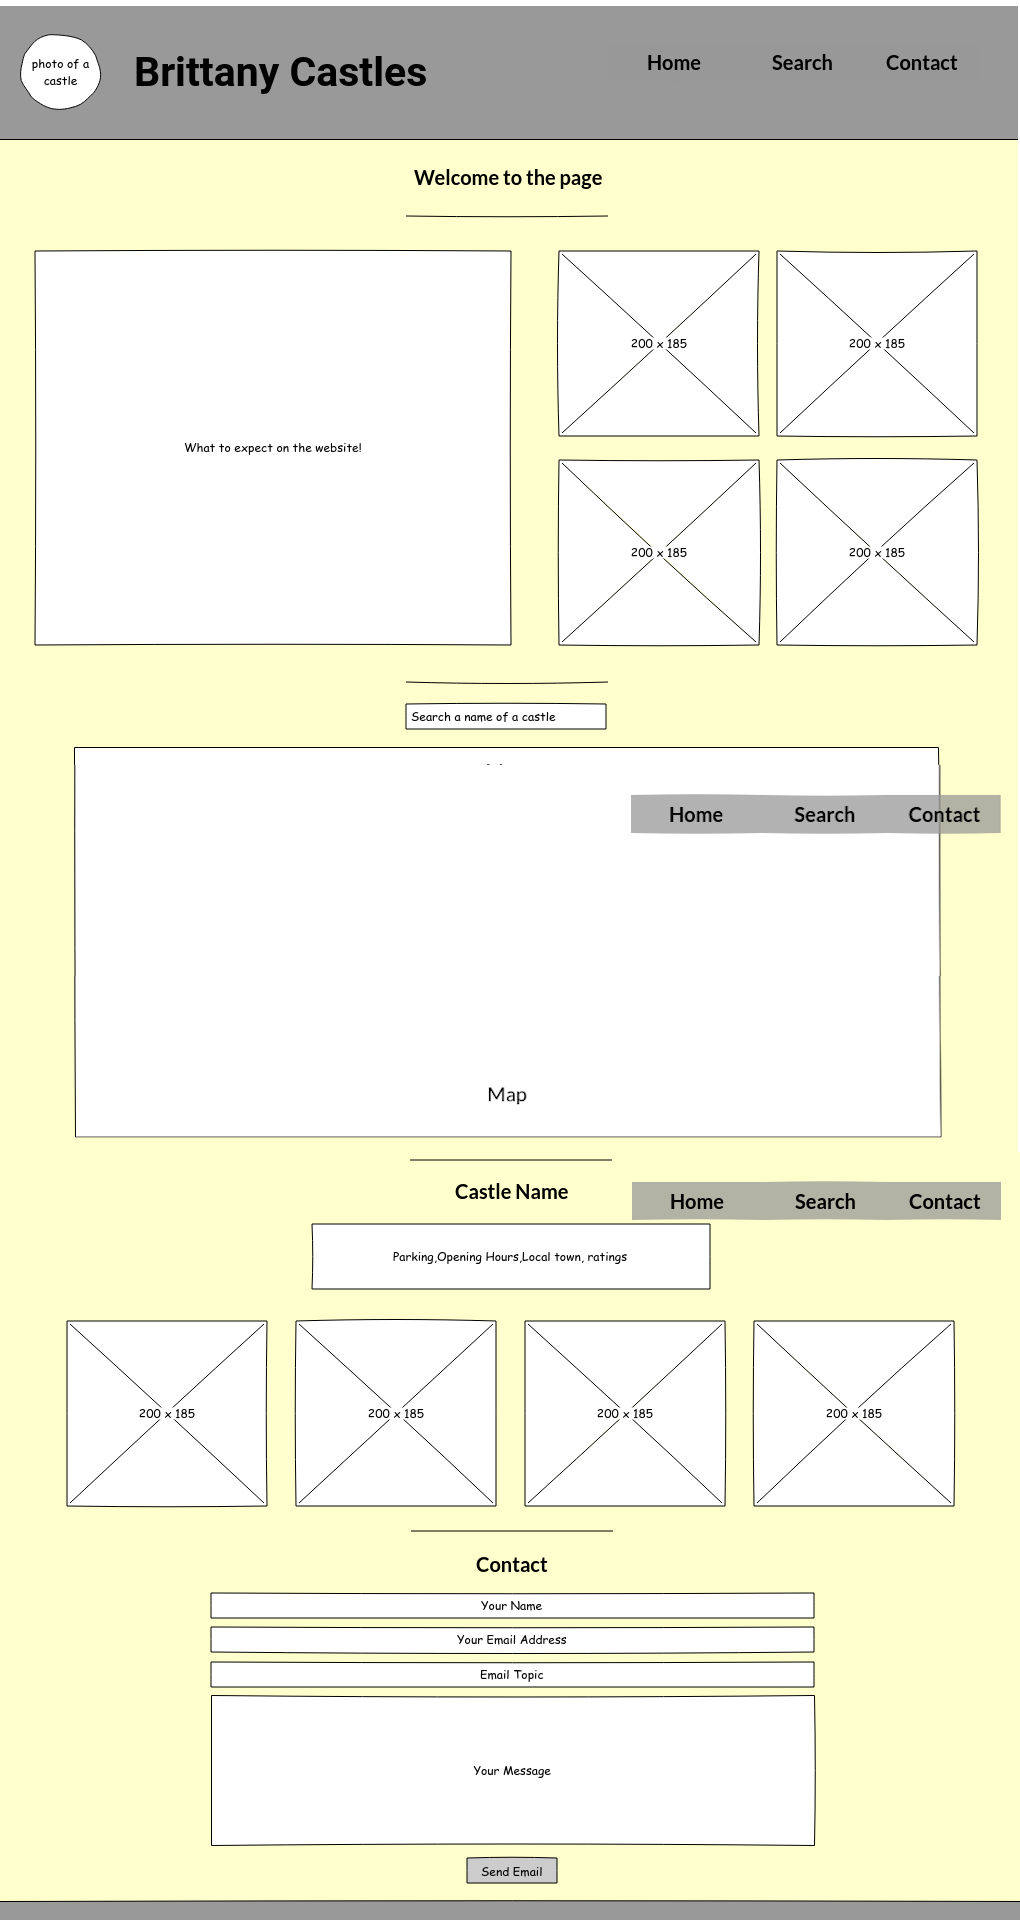 photo of a
castle
Brittany Castles
Home Search Contact
Welcome to the page
What to expect on the website!
200 x 185 200 x 185
200 x 185 200 x 185
Search a name of a castle
Home Search Contact
Map
Castle Name
Home Search Contact
Parking,Opening Hours,Local town, ratings
200 x 185 200 x 185 200 x 185 200 x 185
Contact
Your Name
Your Email Address
Email Topic
Your Message
Send Email